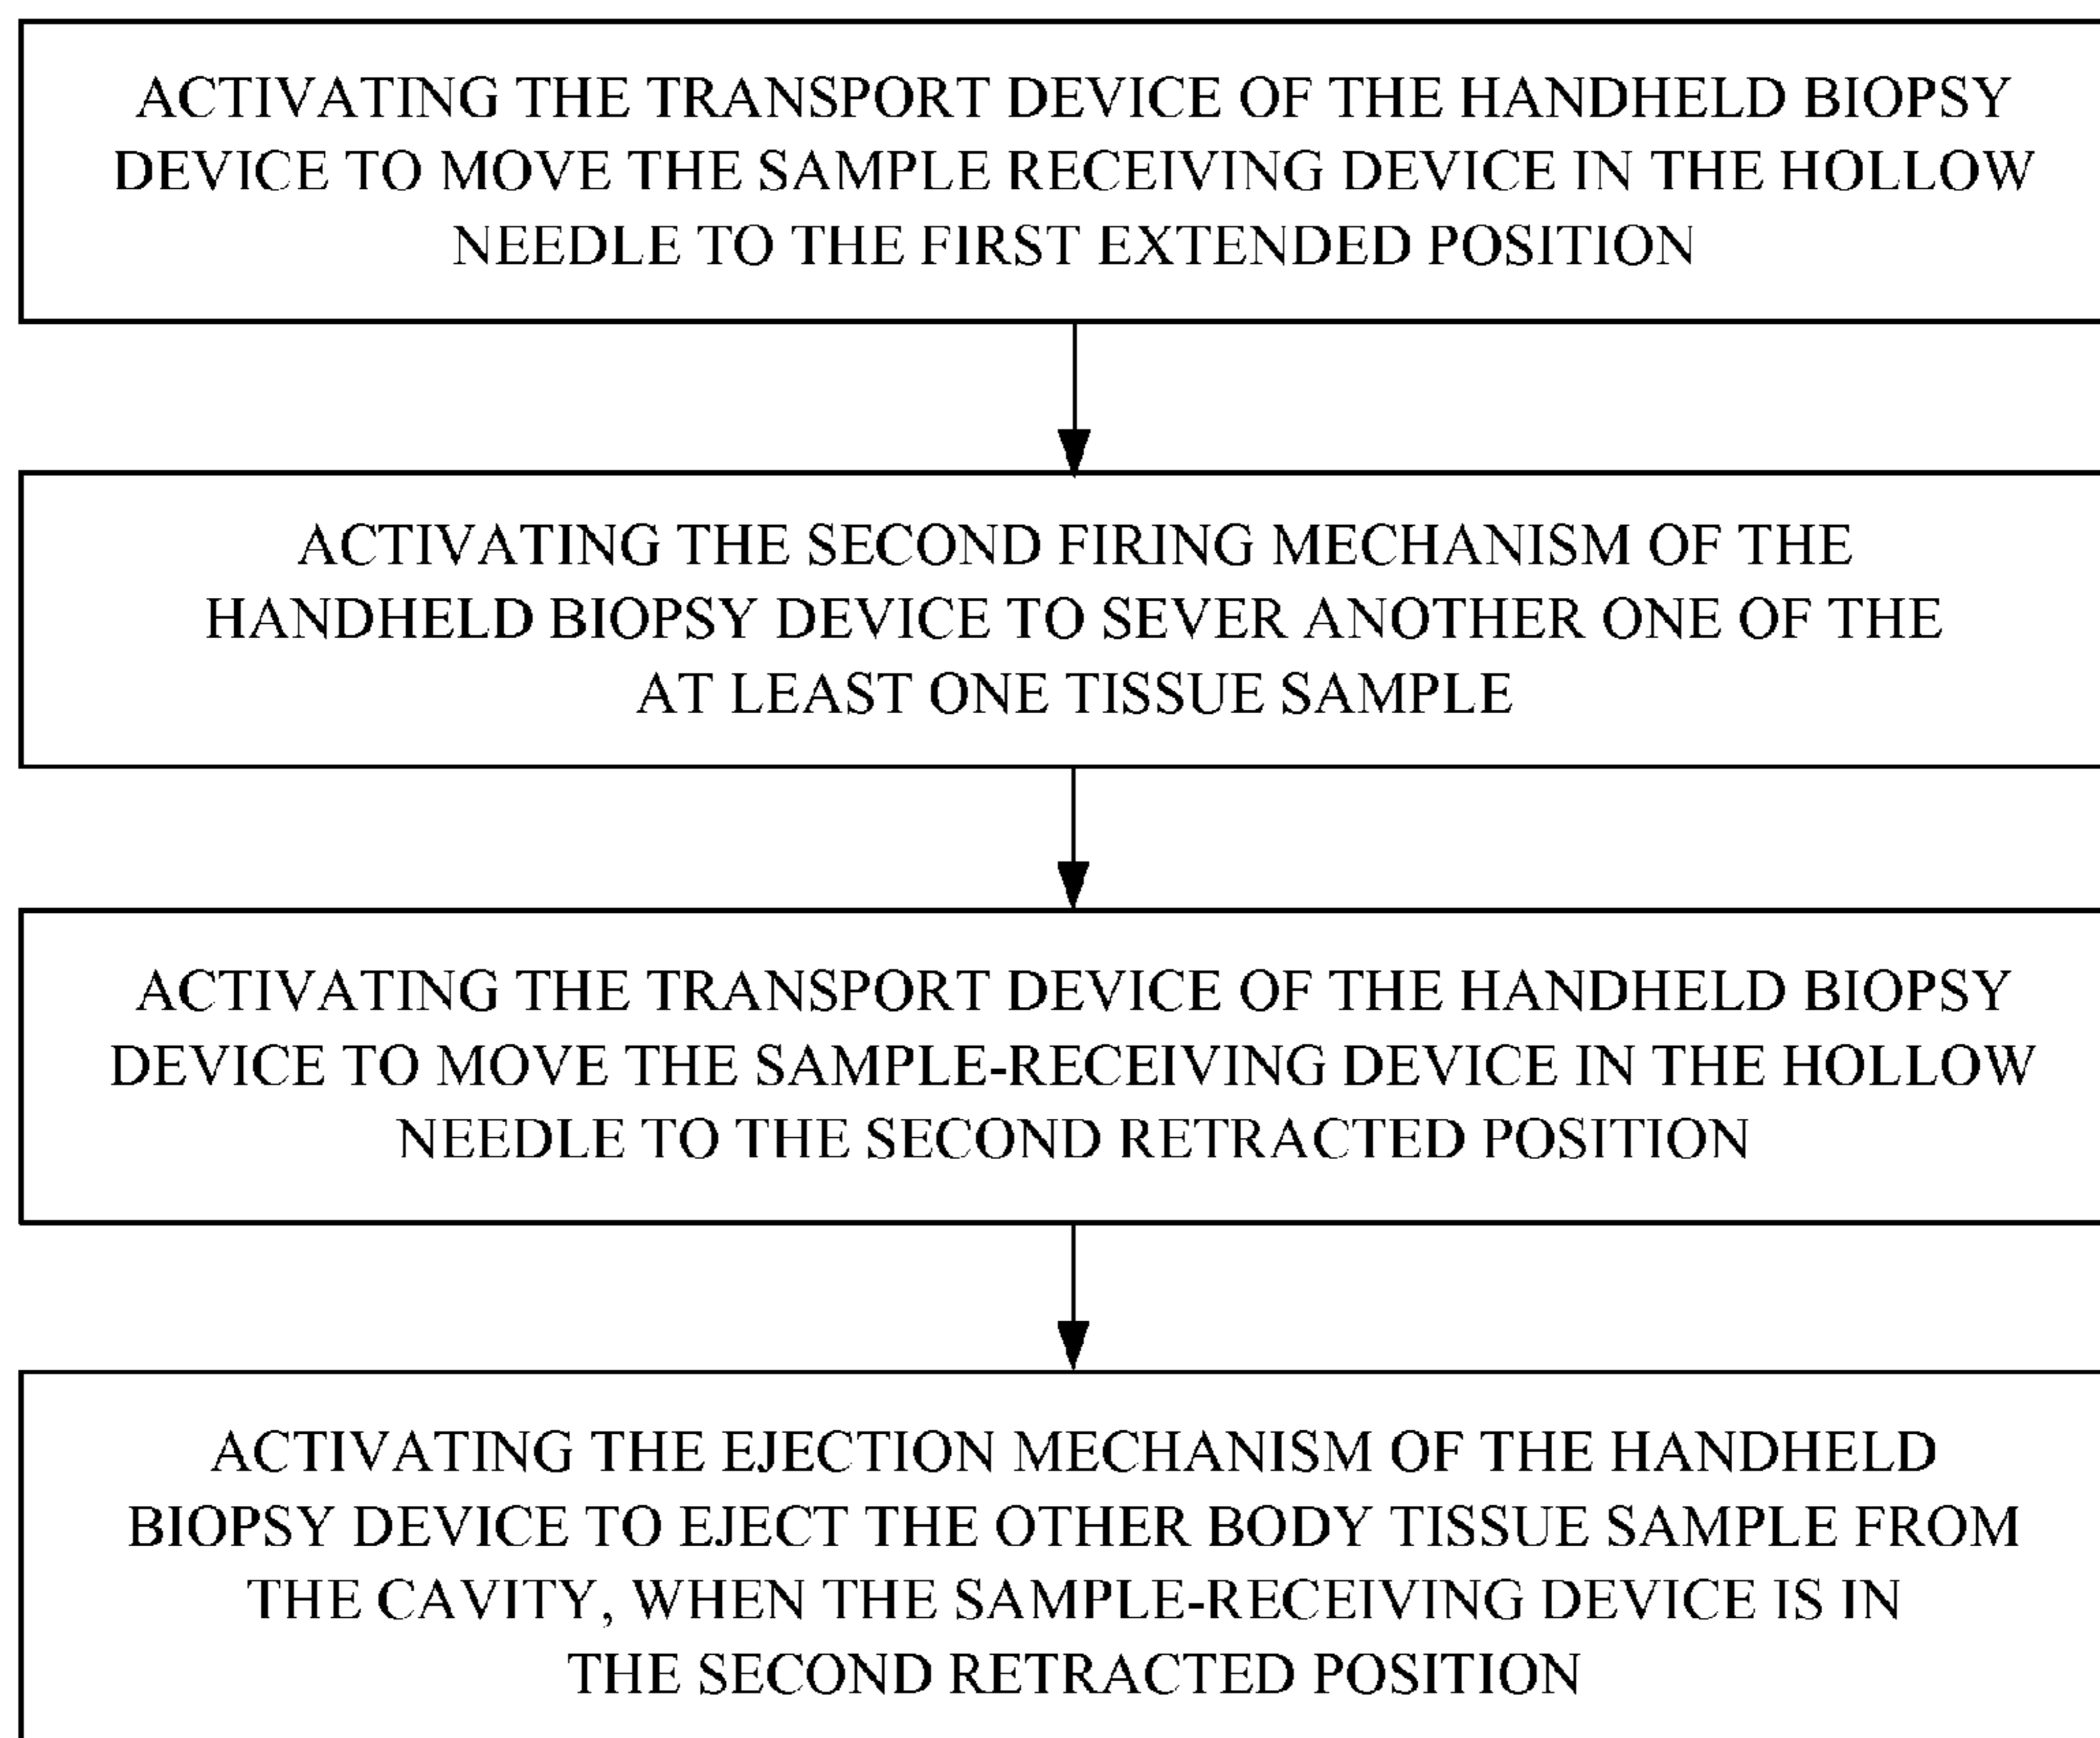 ACTIVATING THE TRANSPORT DEVICE OF THE HANDHELD BIOPSY
DEVICE TO MOVE THE SAMPLE RECEIVING DEVICE IN THE HOLLOW
NEEDLE TO THE FIRST EXTENDED POSITION
ACTIVATING THE SECOND FIRING MECHANISM OF THE
HANDHELD BIOPSY DEVICE TO SEVER ANOTHER ONE OF THE
AT LEAST ONE TISSUE SAMPLE
ACTIVATING THE TRANSPORT DEVICE OF THE HANDHELD BIOPSY
DEVICE TO MOVE THE SAMPLE-RECEIVING DEVICE IN THE HOLLOW
NEEDLE TO THE SECOND RETRACTED POSITION
ACTIVATING THE EJECTION MECHANISM OF THE HANDHELD
BIOPSY DEVICE TO EJECT THE OTHER BODY TISSUE SAMPLE FROM
THE CAVITY, WHEN THE SAMPLE-RECEIVING DEVICE IS IN
THE SECOND RETRACTED POSITION